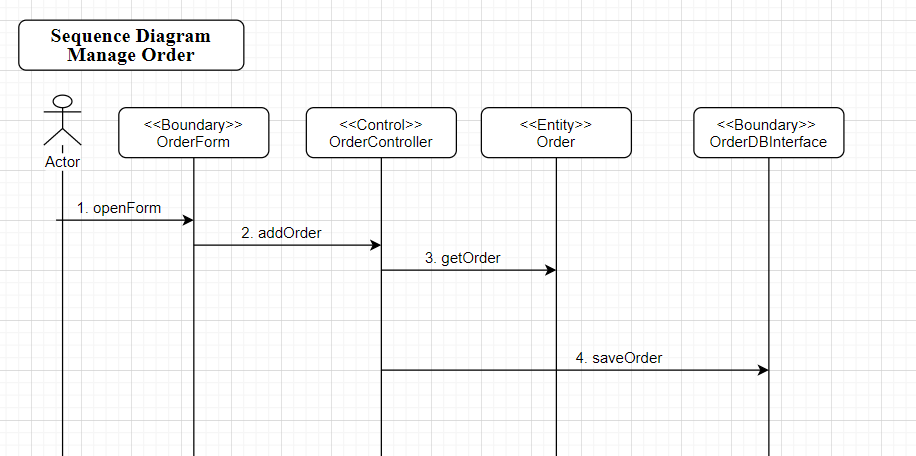 Sequence Diagram
Manage Order
Actor
<<Boundary>>
OrderForm
<<Control>>
OrderController
<<Entity>>
Order
<<Boundary>>
OrderDBInterface
1. openForm
2. addOrder
3. getOrder
4. saveOrder